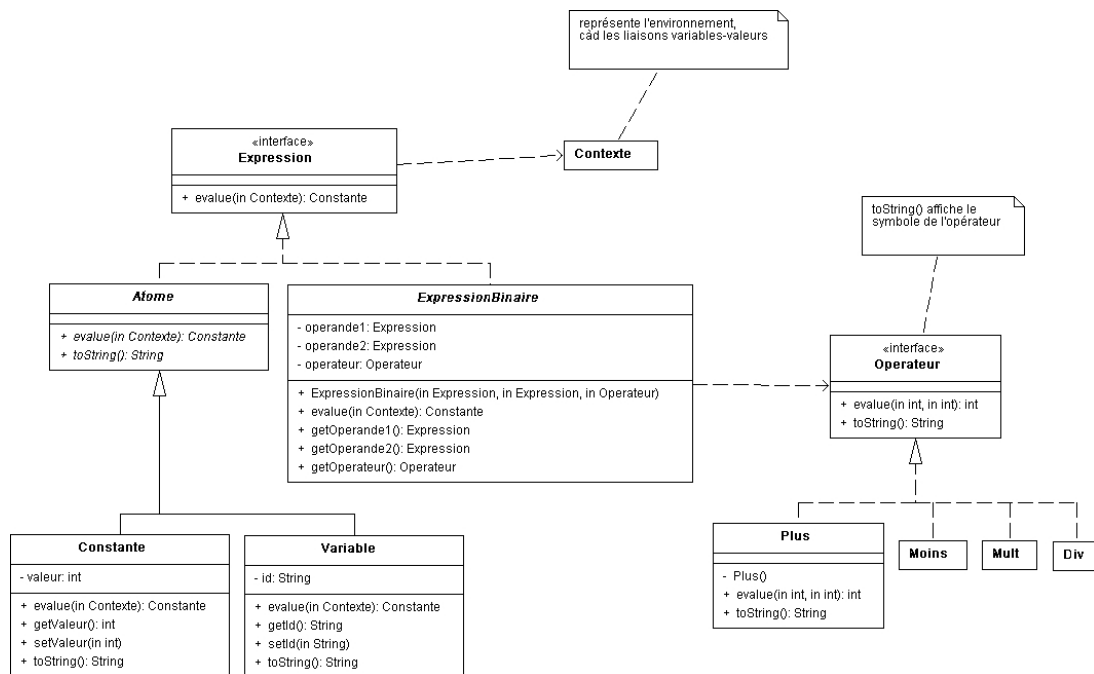 représente l'environnement,
càd les liaisons variables-valeurs
«interface»
Expression
+ evalue(in Contexte): Constante
Contexte
toString() affiche le
symbole de l'opérateur
Atome
+ evalue(in Contexte): Constante
+ toString(): String
ExpressionBinaire
- operande1: Expression
- operande2: Expression
- operateur: Operateur
+ ExpressionBinaire(in Expression, in Expression, in Operateur)
+ evalue(in Contexte): Constante
+ getOperande1(): Expression
+ getOperande2(): Expression
+ getOperateur(): Operateur
«interface»
Operateur
+ evalue(in int, in int): int
+ toString(): String
Constante
- valeur: int
+ evalue(in Contexte): Constante
+ getValeur(): int
+ setValeur(in int)
+ toString(): String
Variable
- id: String
+ evalue(in Contexte): Constante
+ getId(): String
+ setId(in String)
+ toString(): String
Plus
- Plus()
+ evalue(in int, in int): int
+ toString(): String
Moins
Mult
Div